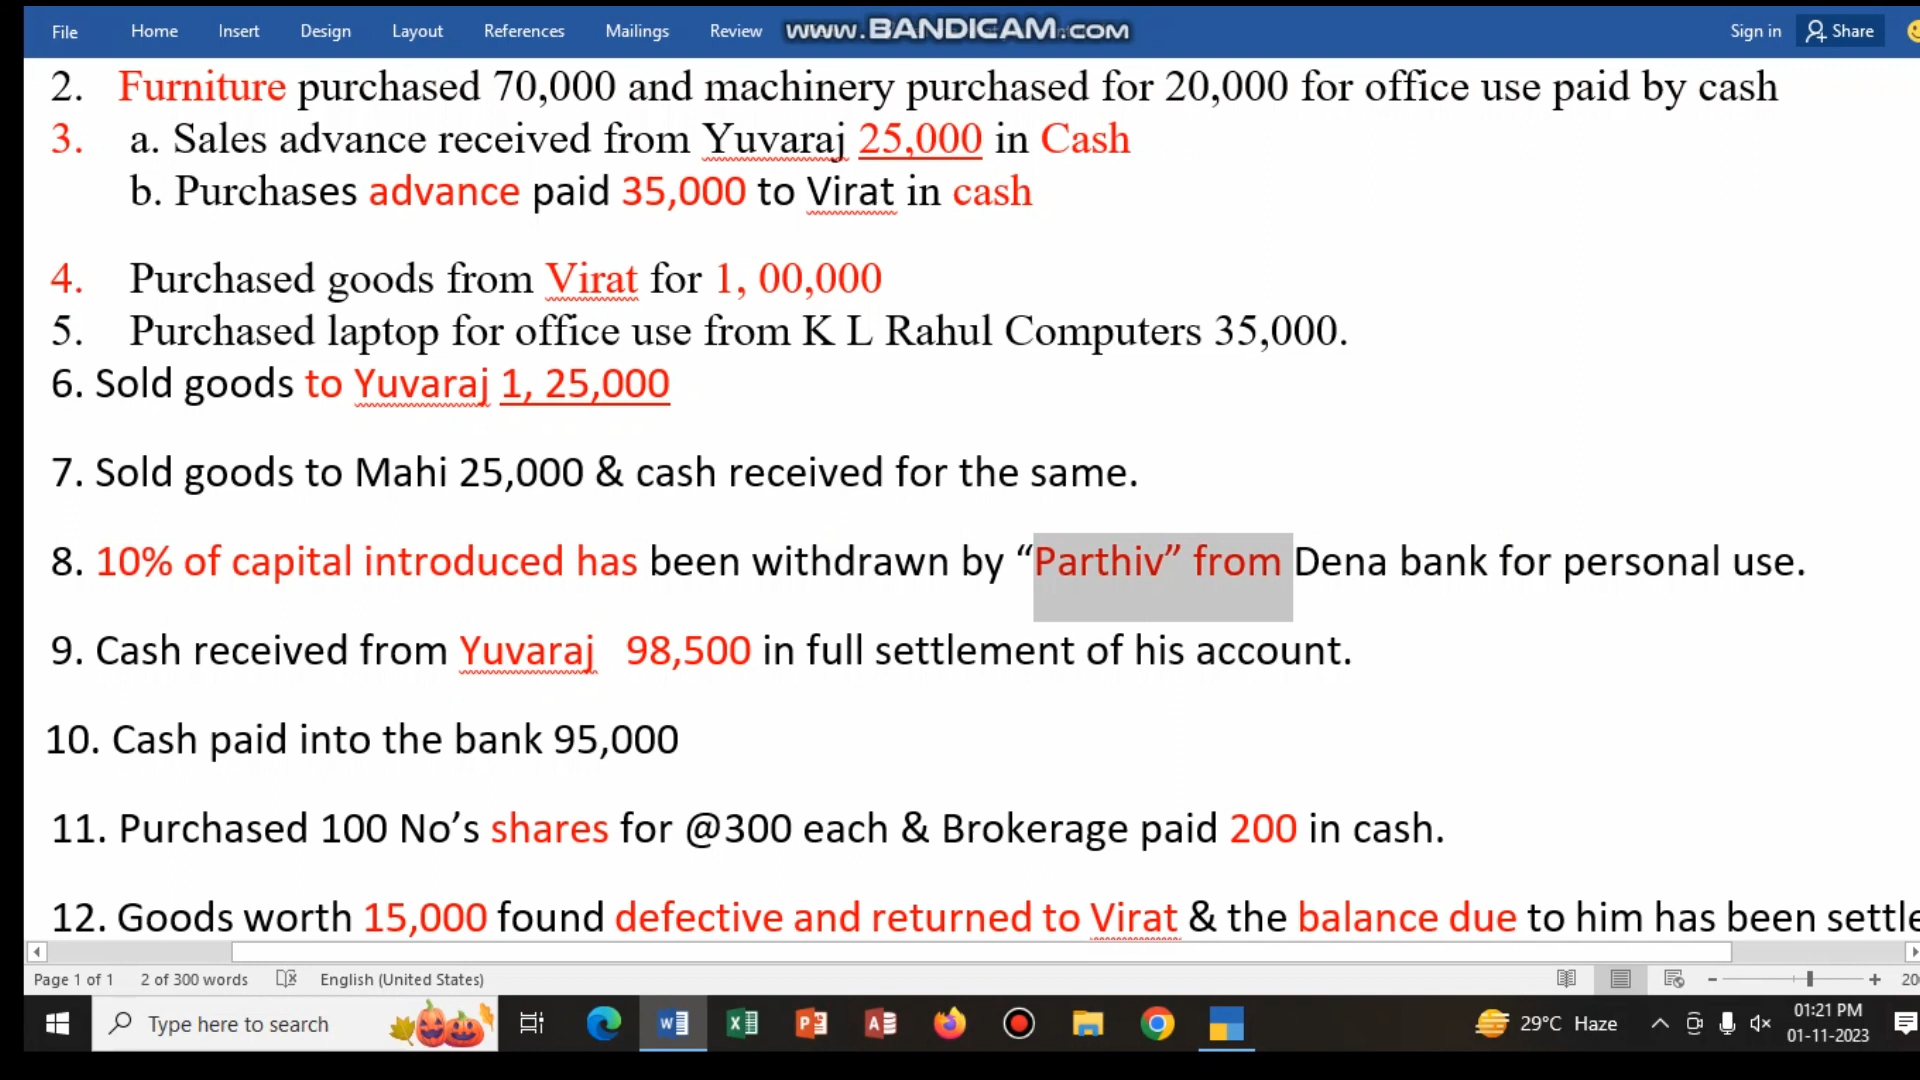 File Home Insert Design Layout References Mailings Review www.BANDICAM.COM Sign in Share
2. Furniture purchased 70,000 and machinery purchased for 20,000 for office use paid by cash
3. a. Sales advance received from Yuvaraj 25,000 in Cash
b. Purchases advance paid 35,000 to Virat in cash
4. Purchased goods from Virat for 1, 00,000
5. Purchased laptop for office use from K L Rahul Computers 35,000.
6. Sold goods to Yuvaraj 1, 25,000
7. Sold goods to Mahi 25,000 & cash received for the same.
8. 10% of capital introduced has been withdrawn by “Parthiv” from Dena bank for personal use.
9. Cash received from Yuvaraj 98,500 in full settlement of his account.
10. Cash paid into the bank 95,000
11. Purchased 100 No’s shares for @300 each & Brokerage paid 200 in cash.
12. Goods worth 15,000 found defective and returned to Virat & the balance due to him has been settle
Page 1 of 1 2 of 300 words English (United States) 20
Type here to search 29°C Haze 01:21 PM
01-11-2023